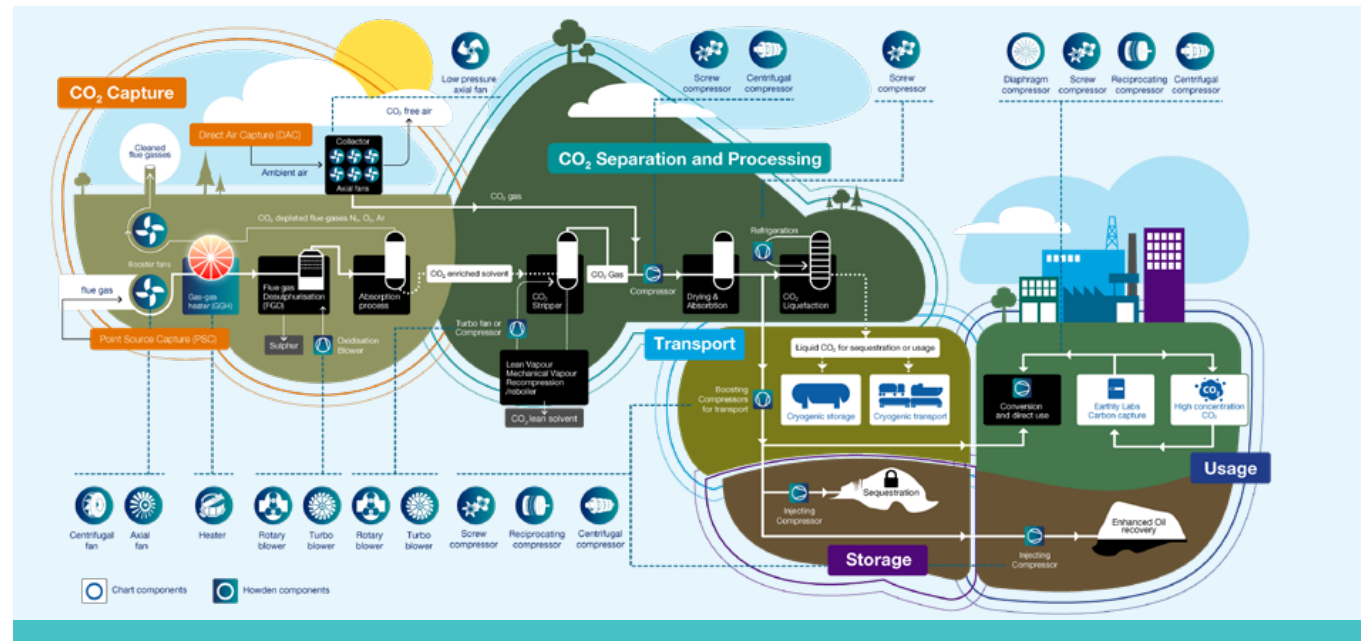 CO₂ Capture
Low pressure
axial fan
Screw
compressor
Centrifugal
compressor
Screw
compressor
Diaphragm
compressor
Screw
compressor
Reciprocating
compressor
Centrifugal
compressor
CO₂ free air
Direct Air Capture (DAC)
Collector
Axial fans
Ambient air
Cleaned
flue gasses
CO₂ Separation and Processing
CO₂ gas
CO₂ depleted flue gases N₂, O₂, Ar
Booster fans
flue gas
Gas-gas
heater (GGH)
Flue gas
Desulphurisation
(FGD)
Absorption
process
CO₂ enriched solvent
CO₂
Stripper
CO₂ Gas
Compressor
Drying &
Absorbtion
Refrigeration
CO₂
Liquefaction
Point Source Capture (PSC)
Sulpher
Oxidisation
Blower
Turbo fan or
Compressor
Lean Vapour
Mechanical Vapour
Recompression
/reboiler
CO₂ lean solvent
Transport
Liquid CO₂ for sequestration or usage
Boosting
Compressors
for transport
Cryogenic storage
Cryogenic transport
Conversion
and direct use
Earthly Labs
Carbon capture
CO₂
High concentration
CO₂
Usage
Sequestration
Injecting
Compressor
Enhanced Oil
recovery
Injecting
Compressor
Storage
Centrifugal
fan
Axial
fan
Heater
Rotary
blower
Turbo
blower
Rotary
blower
Turbo
blower
Screw
compressor
Reciprocating
compressor
Centrifugal
compressor
Chart components
Howden components